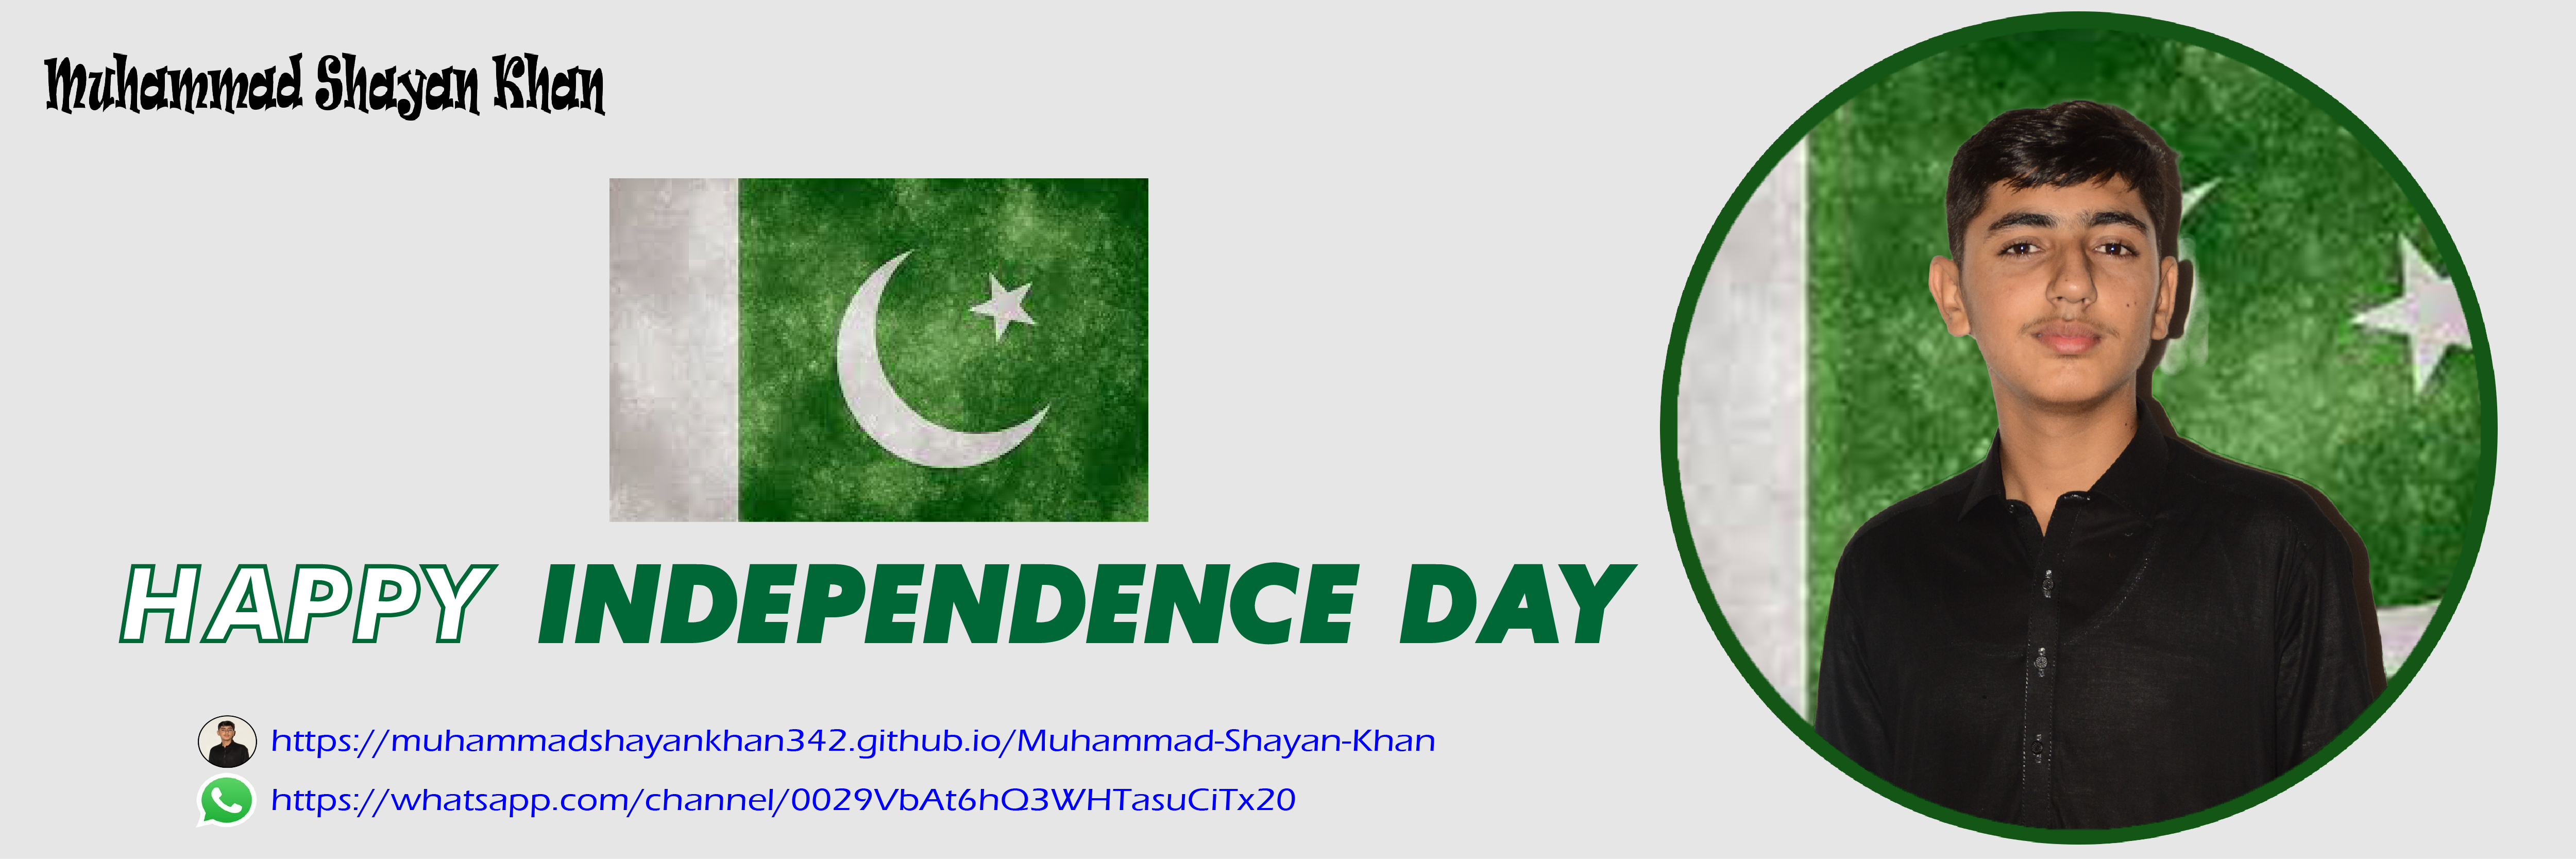 Muhammad Shayan Khan
HAPPY INDEPENDENCE DAY
https://muhammadshayankhan342.github.io/Muhammad-Shayan-Khan
https://whatsapp.com/channel/0029VbAt6hQ3WHTasuCiTx20